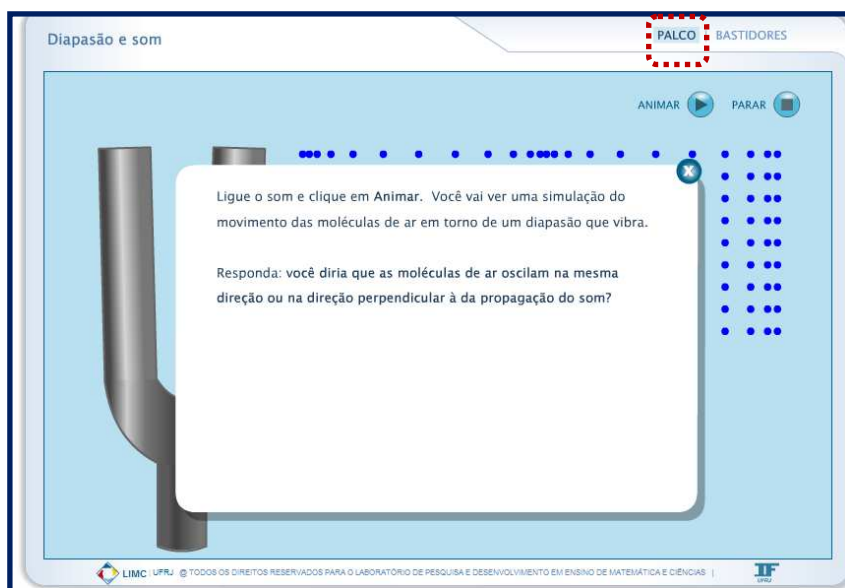 Diapasão e som
PALCO BASTIDORES
ANIMAR PARAR
X
Ligue o som e clique em Animar. Você vai ver uma simulação do
movimento das moléculas de ar em torno de um diapasão que vibra.
Responda: você diria que as moléculas de ar oscilam na mesma
direção ou na direção perpendicular à da propagação do som?
LIMC UFRJ @ TODOS OS DIREITOS RESERVADOS PARA O LABORATÓRIO DE PESQUISA E DESENVOLVIMENTO EM ENSINO DE MATEMÁTICA E CIÊNCIAS | IF
UFRJ